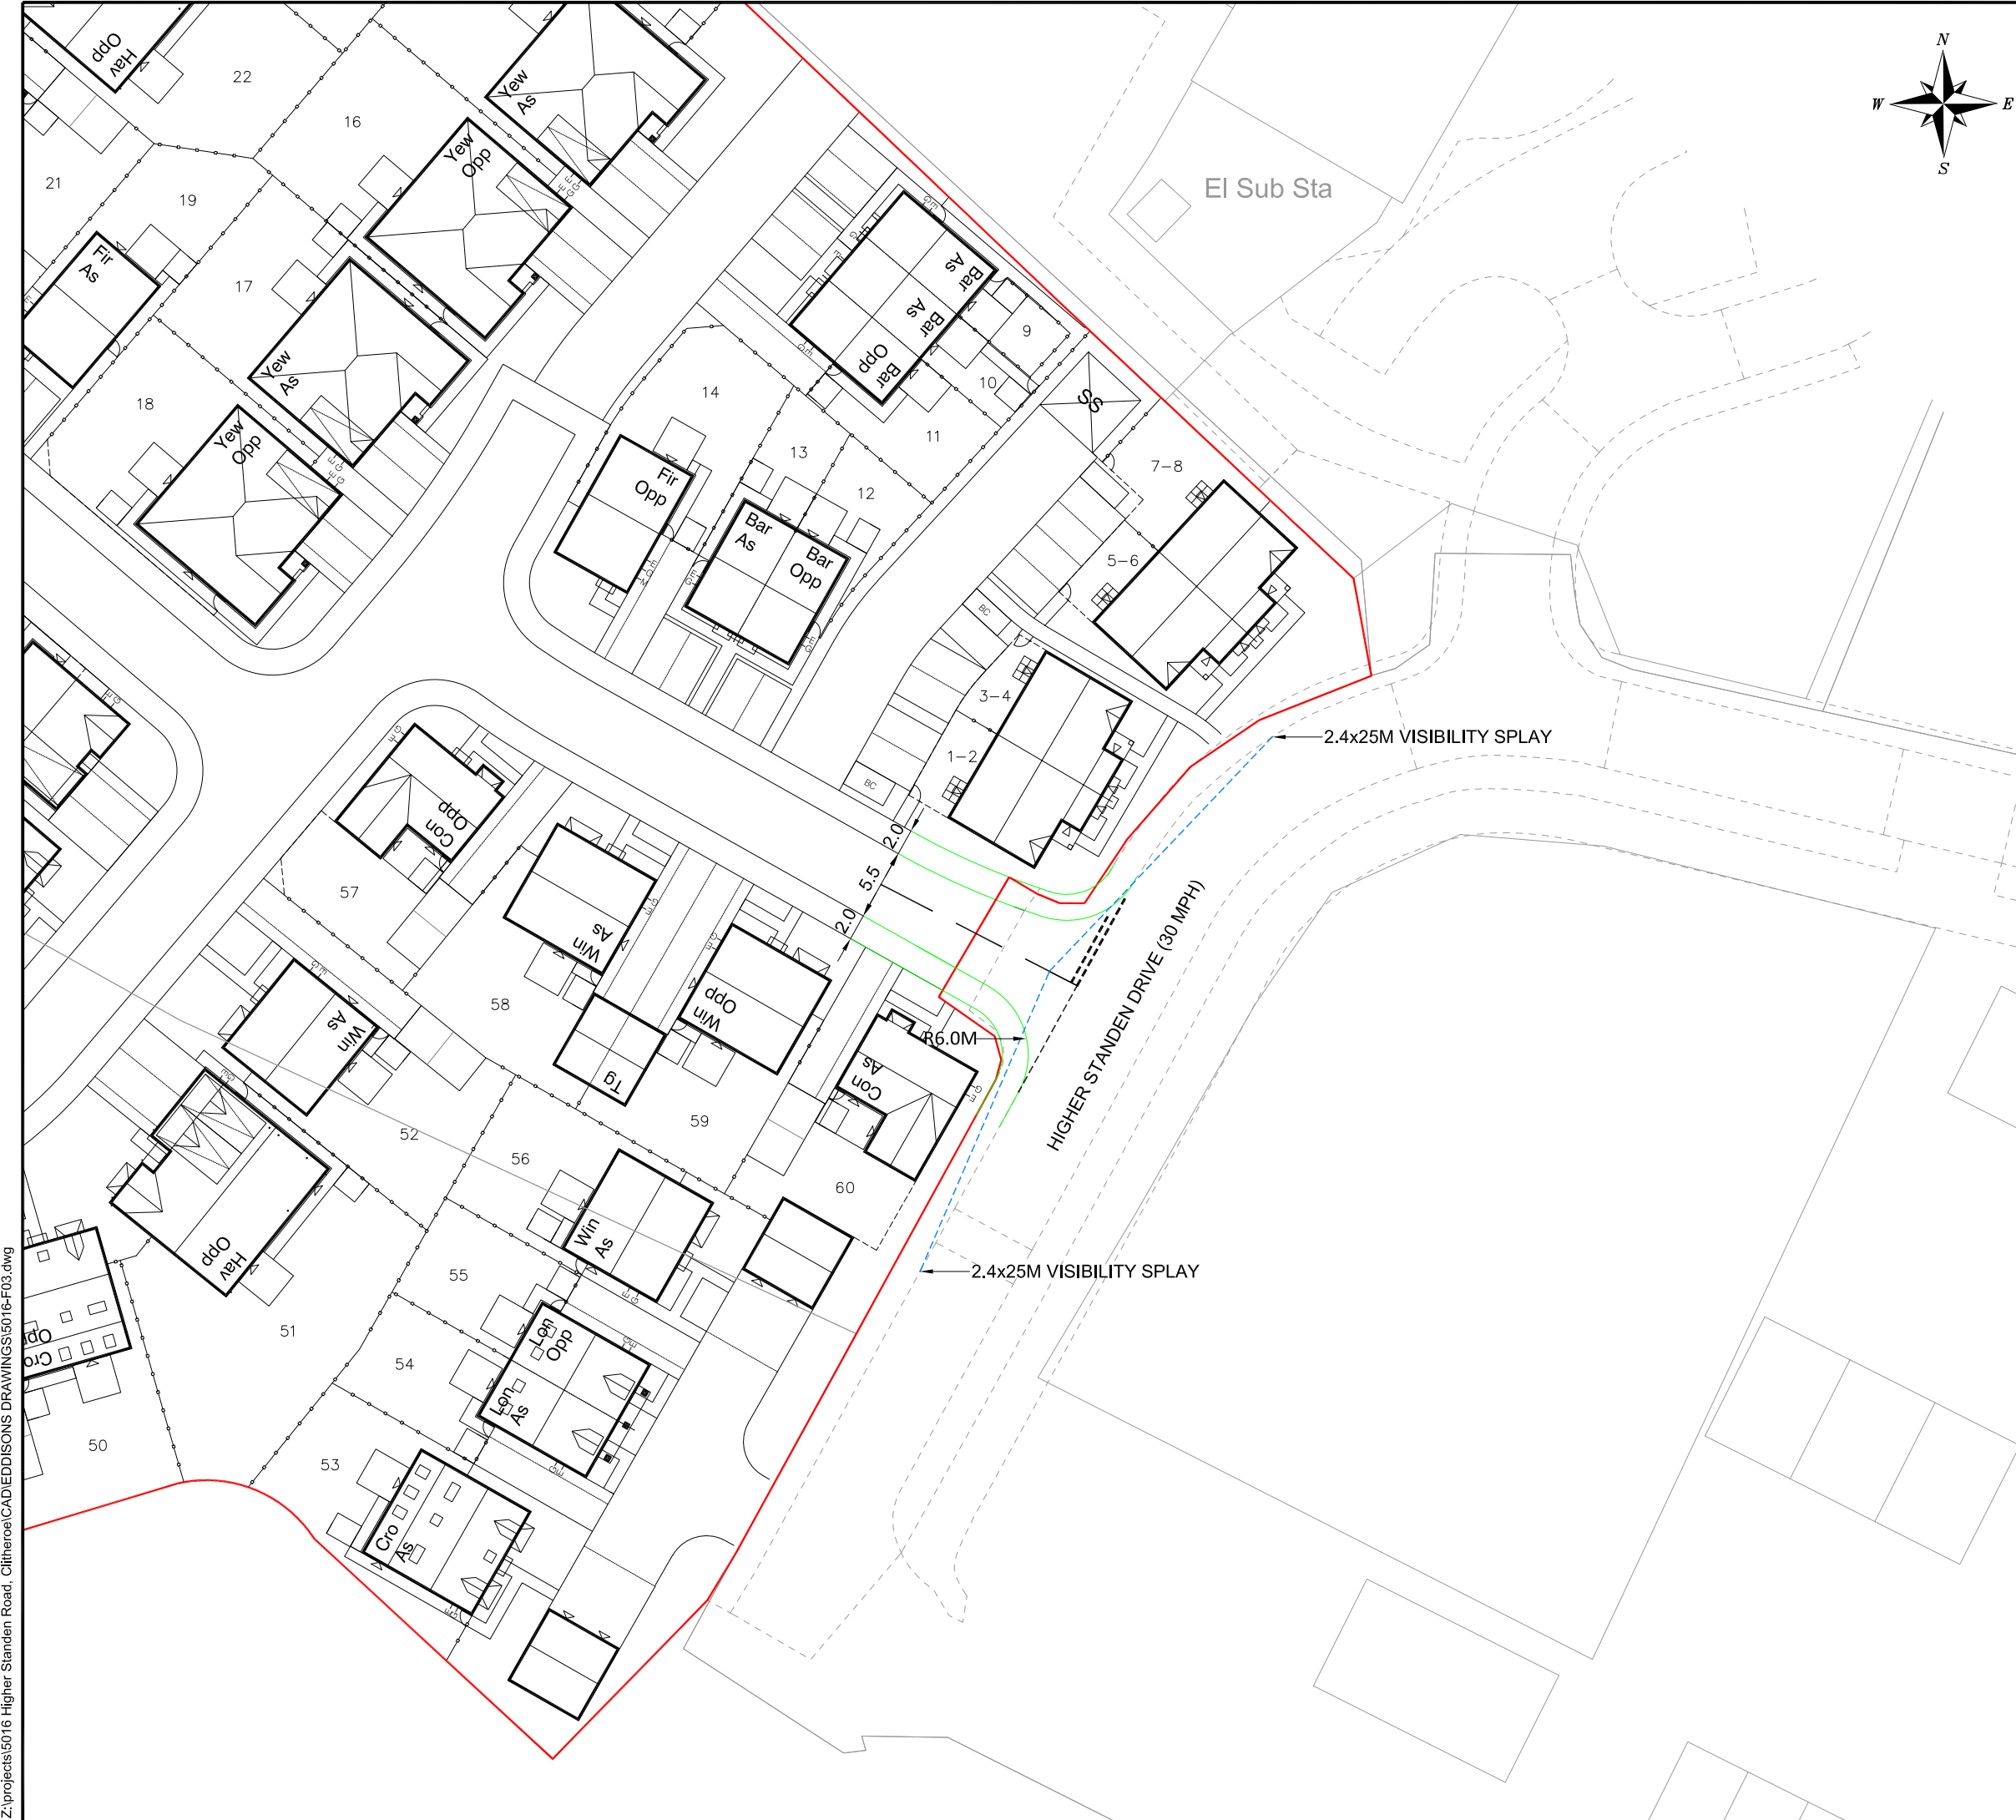 N
W
E
S
Hav
Opp
22
16
Yew
As
Yew
Opp
El Sub Sta
21
19
17
Fir
As
Yew
As
18
Yew
Opp
Bar
As
Bar
As
Bar
Opp
9
10
11
14
13
12
SS
7-8
5-6
Fir
Opp
Bar
As
Bar
Opp
BC
3-4
1-2
BC
2.4x25M VISIBILITY SPLAY
Con
Opp
57
2.0
5.5
2.0
Win
As
Win
Opp
58
Tg
59
Con
As
R6.0M
HIGHER STANDEN DRIVE (30 MPH)
Win
As
52
56
60
Win
As
2.4x25M VISIBILITY SPLAY
Hav
Opp
Cro
Opp
51
55
54
Lon
Opp
Lon
As
50
53
Cro
As
Z:\projects\5016 Higher Standen Road, Clitheroe\CAD\EDDISONS DRAWINGS\5016-F03.dwg